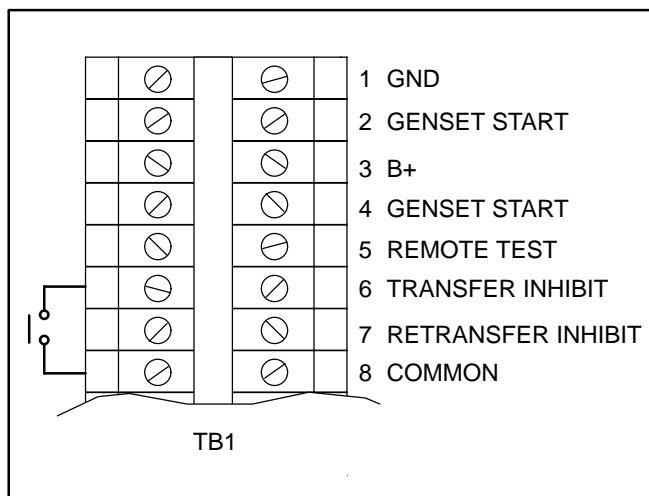 1 GND
2 GENSET START
3 B+
4 GENSET START
5 REMOTE TEST
6 TRANSFER INHIBIT
7 RETRANSFER INHIBIT
8 COMMON
TB1